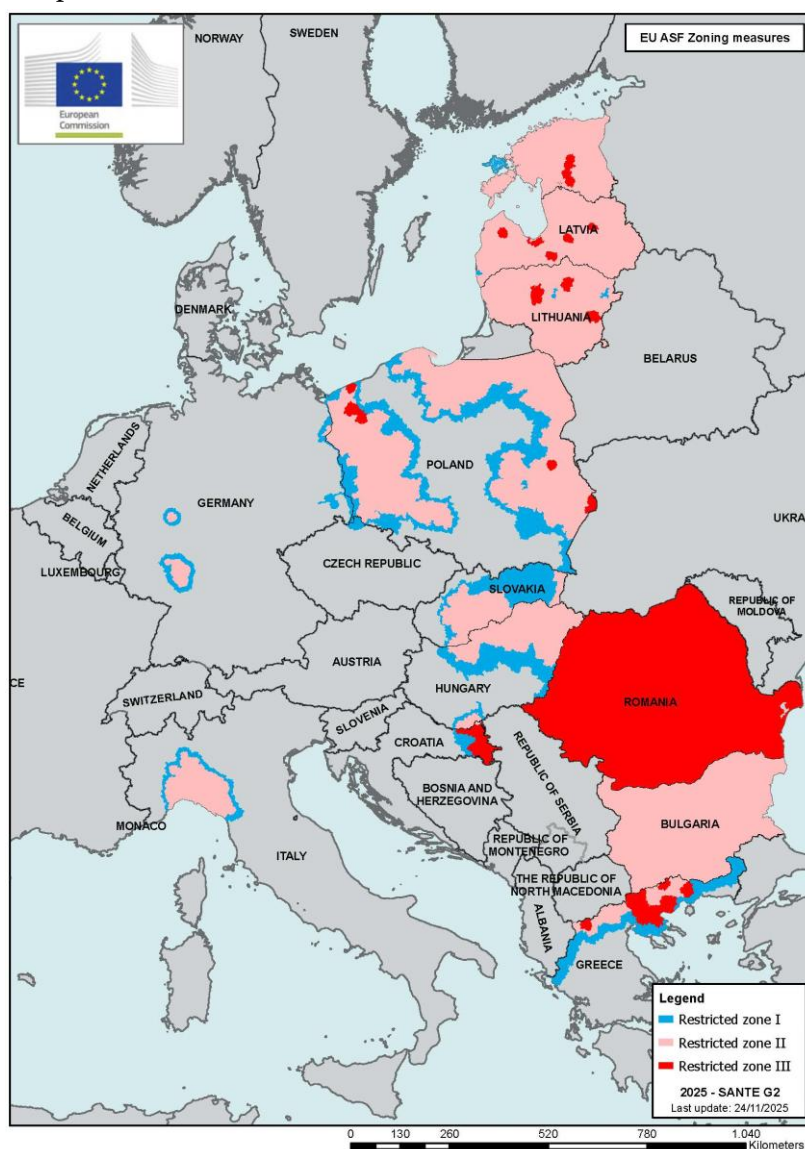 NORWAY
SWEDEN
EU ASF Zoning measures
European
Commission
LATVIA
DENMARK
LITHUANIA
BELARUS
NETHERLANDS
POLAND
GERMANY
BELGIUM
UKRA
LUXEMBOURG
CZECH REPUBLIC
SLOVAKIA
REPUBLIC OF
MOLDOVA
AUSTRIA
CE
HUNGARY
SWITZERLAND
ROMANIA
SLOVENIA
CROATIA
REPUBLIC OF SERBIA
BOSNIA AND
HERZEGOVINA
MONACO
BULGARIA
ITALY
REPUBLIC OF
MONTENEGRO
THE REPUBLIC OF
NORTH MACEDONIA
ALBANIA
GREECE
Legend
Restricted zone I
Restricted zone II
Restricted zone III
2025 - SANTE G2
Last update: 24/11/2025
0 130 260 520 780 1.040
Kilometers